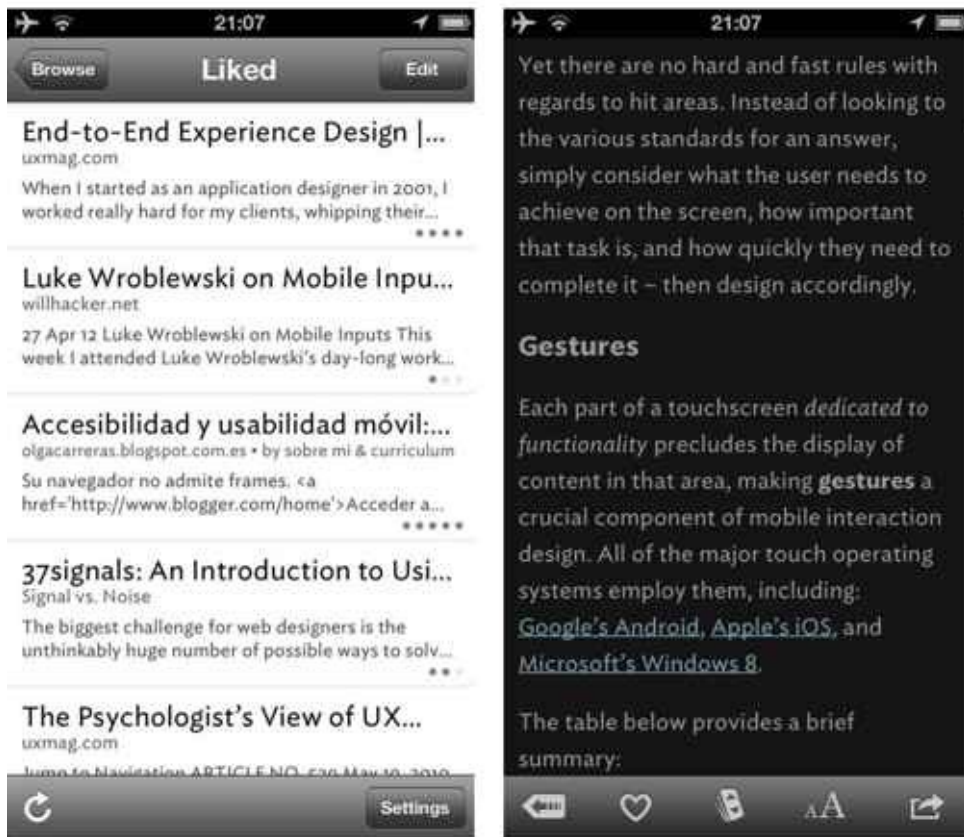 21:07
Browse
Liked
Edit
End-to-End Experience Design |...
uxmag.com
When I started as an application designer in 2001, I
worked really hard for my clients, whipping their...
Luke Wroblewski on Mobile Inpu...
willhacker.net
27 Apr 12 Luke Wroblewski on Mobile Inputs This
week I attended Luke Wroblewski's day-long work...
Accesibilidad y usabilidad móvil:...
olgacarreras.blogspot.com.es • by sobre mi & curriculum
Su navegador no admite frames. <a
href='http://www.blogger.com/home'>Acceder a...
37signals: An Introduction to Usi...
Signal vs. Noise
The biggest challenge for web designers is the
unthinkably huge number of possible ways to solv...
The Psychologist's View of UX...
uxmag.com
Jump to Navigation ARTICLE NO. 520 May 10, 2010
Settings
21:07
Yet there are no hard and fast rules with
regards to hit areas. Instead of looking to
the various standards for an answer,
simply consider what the user needs to
achieve on the screen, how important
that task is, and how quickly they need to
complete it – then design accordingly.
Gestures
Each part of a touchscreen dedicated to
functionality precludes the display of
content in that area, making gestures a
crucial component of mobile interaction
design. All of the major touch operating
systems employ them, including:
Google's Android, Apple's iOS, and
Microsoft's Windows 8.
The table below provides a brief
summary:
AA